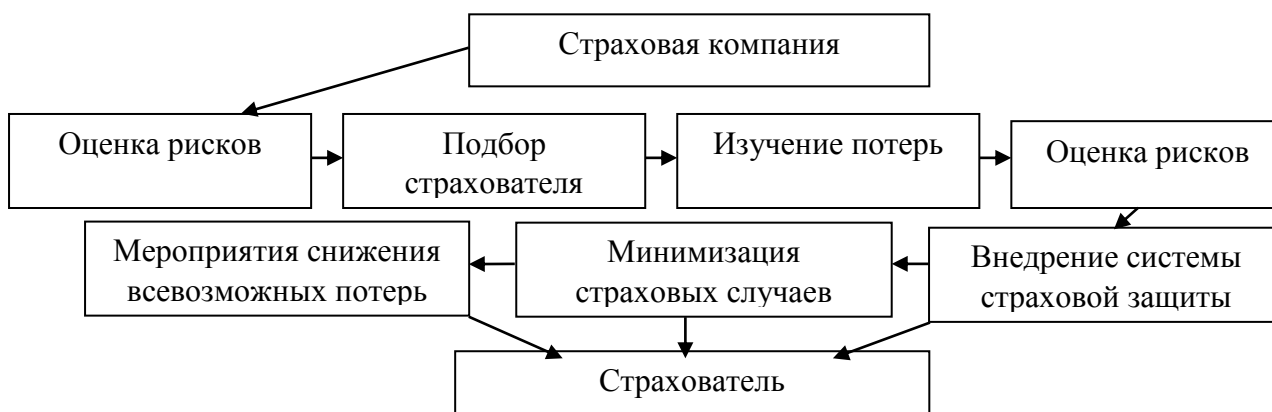 Страховая компания
Оценка рисков
Подбор
страхователя
Изучение потерь
Оценка рисков
Мероприятия снижения
всевозможных потерь
Минимизация
страховых случаев
Внедрение системы
страховой защиты
Страхователь